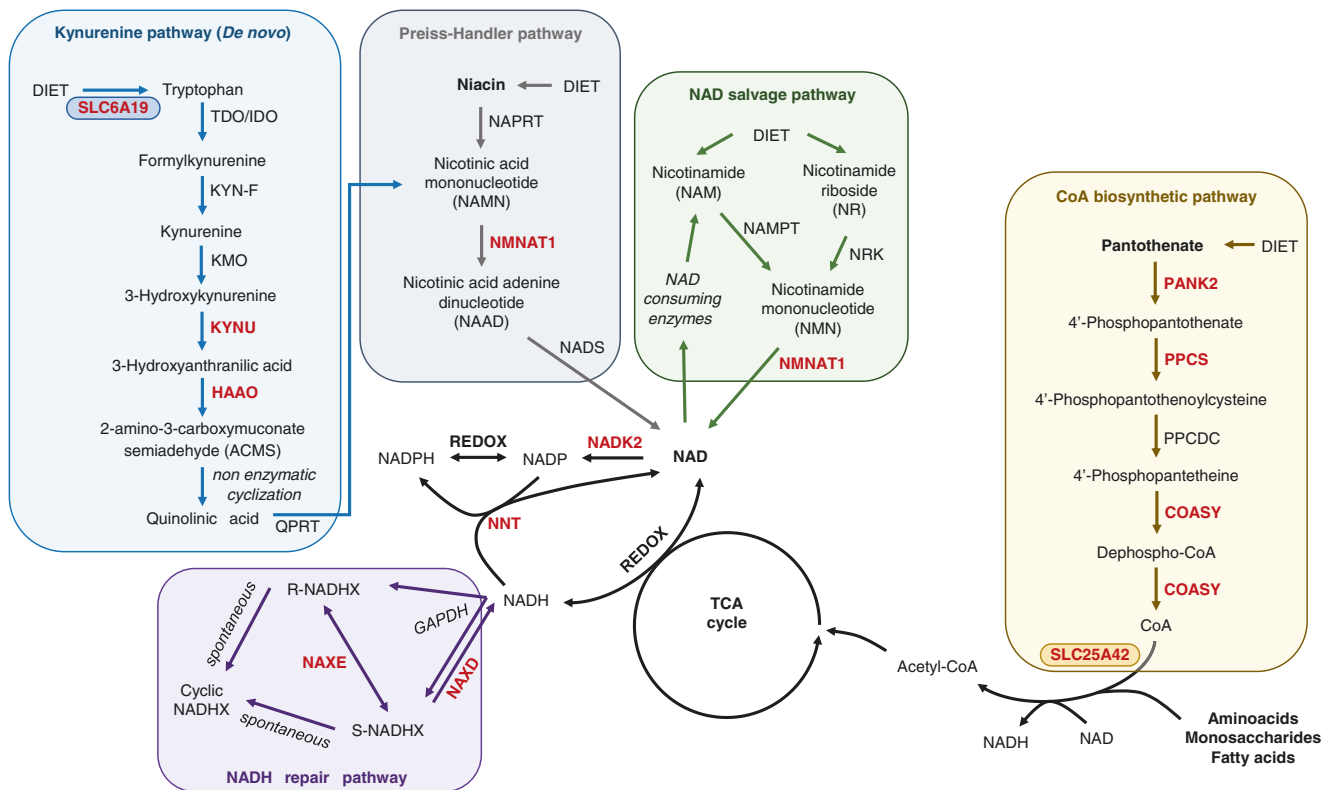 Kynurenine pathway (De novo)
DIET
Tryptophan
SLC6A19
TDO/IDO
Formylkynurenine
KYN-F
Kynurenine
KMO
3-Hydroxykynurenine
KYNU
3-Hydroxyanthranilic acid
HAAO
2-amino-3-carboxymuconate
semiadehyde (ACMS)
non enzymatic
cyclization
Quinolinic acid
QPRT
Preiss-Handler pathway
Niacin
DIET
NAPRT
Nicotinic acid
mononucleotide
(NAMN)
NMNAT1
Nicotinic acid adenine
dinucleotide
(NAAD)
NADS
NAD salvage pathway
DIET
Nicotinamide
(NAM)
Nicotinamide
riboside
(NR)
NAMPT
NRK
NAD
consuming
enzymes
Nicotinamide
mononucleotide
(NMN)
NMNAT1
CoA biosynthetic pathway
Pantothenate
DIET
PANK2
4’-Phosphopantothenate
PPCS
4’-Phosphopantothenoylcysteine
PPCDC
4’-Phosphopantetheine
COASY
Dephospho-CoA
COASY
CoA
SLC25A42
NADPH
REDOX
NADP
NADK2
NAD
NNT
REDOX
NADH
TCA
cycle
Acetyl-CoA
NADH
NAD
Aminoacids
Monosaccharides
Fatty acids
R-NADHX
GAPDH
spontaneous
NAXE
NAXD
Cyclic
NADHX
spontaneous
S-NADHX
NADH repair pathway